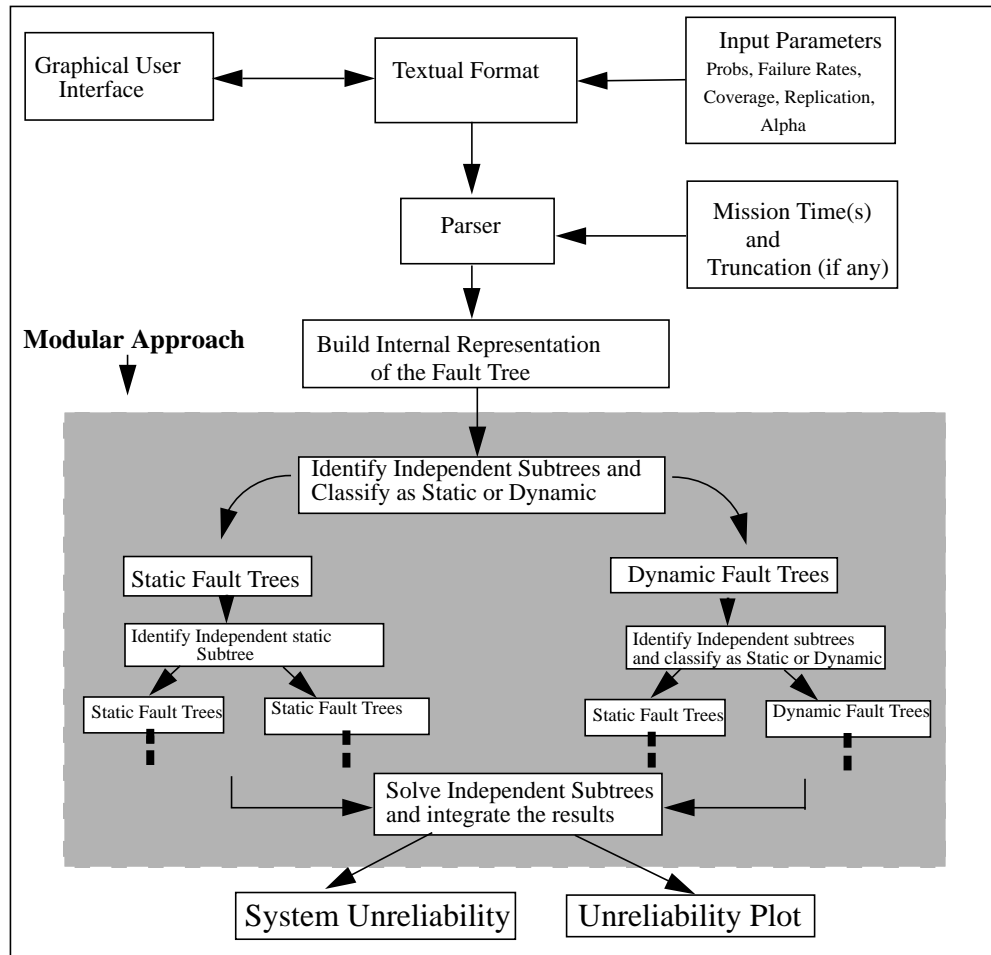 Graphical User
Interface
Textual Format
Input Parameters
Probs, Failure Rates,
Coverage, Replication,
Alpha
Parser
Mission Time(s)
and
Truncation (if any)
Modular Approach
Build Internal Representation
of the Fault Tree
Identify Independent Subtrees and
Classify as Static or Dynamic
Static Fault Trees
Dynamic Fault Trees
Identify Independent static
Subtree
Identify Independent subtrees
and classify as Static or Dynamic
Static Fault Trees
Static Fault Trees
Static Fault Trees
Dynamic Fault Trees
Solve Independent Subtrees
and integrate the results
System Unreliability
Unreliability Plot